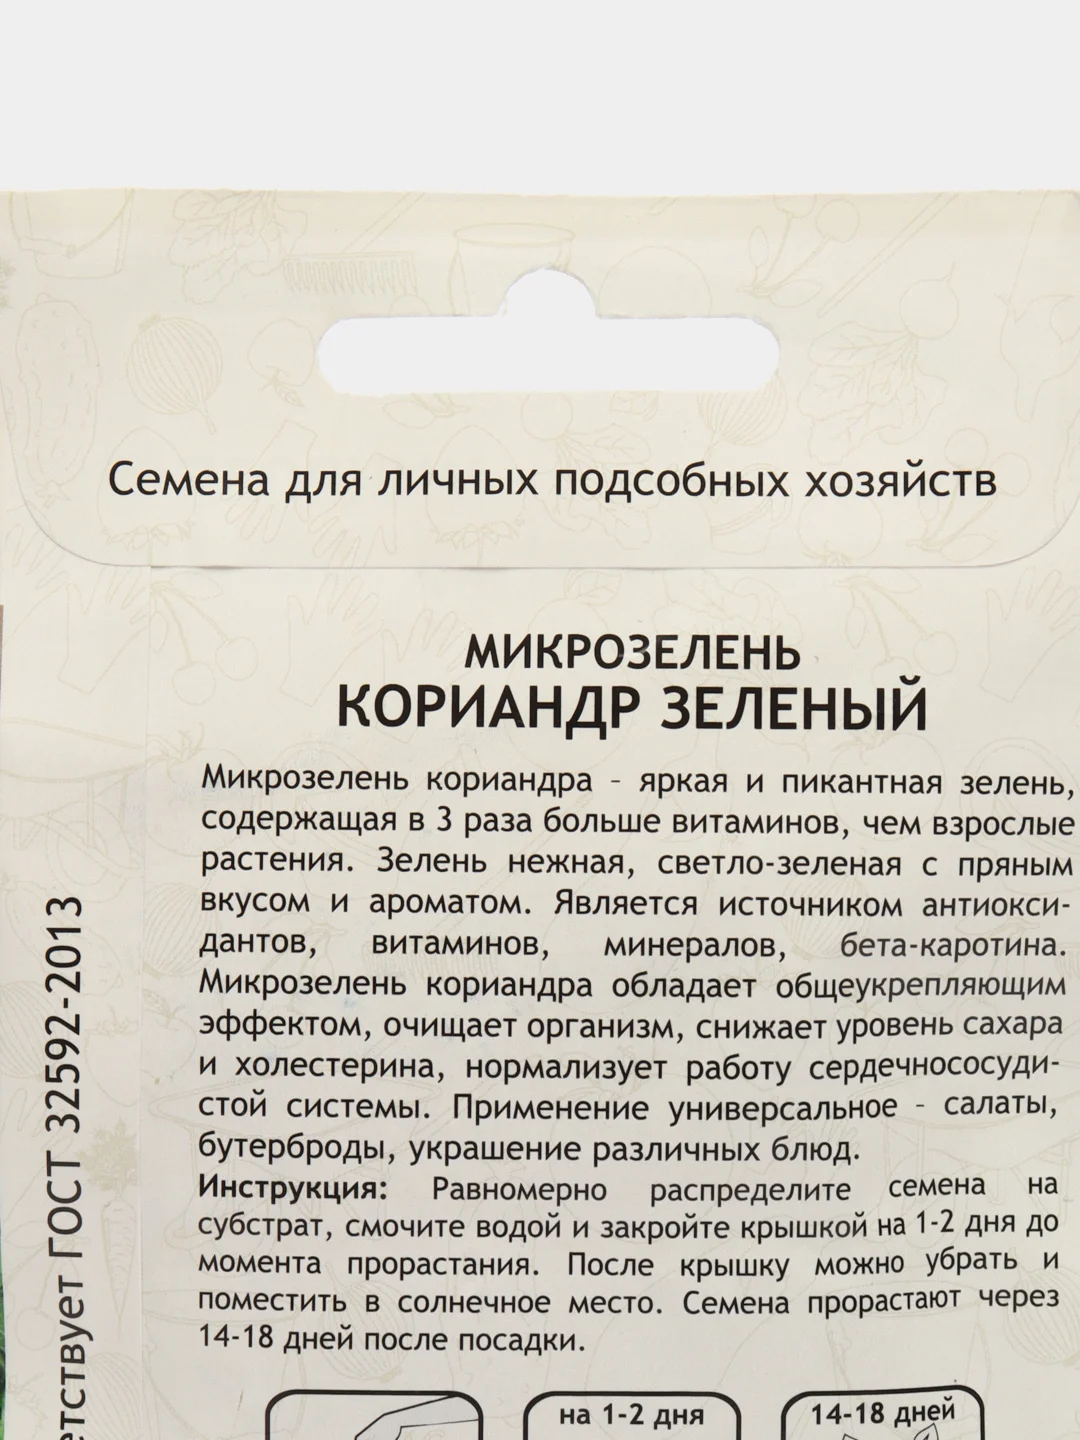 Семена для личных подсобных хозяйств
МИКРОЗЕЛЕНЬ
КОРИАНДР ЗЕЛЕНЫЙ
Микрозелень кориандра - яркая и пикантная зелень,
содержащая в 3 раза больше витаминов, чем взрослые
растения. Зелень нежная, светло-зеленая с пряным
вкусом и ароматом. Является источником антиокси-
дантов, витаминов, минералов, бета-каротина.
Микрозелень кориандра обладает общеукрепляющим
эффектом, очищает организм, снижает уровень сахара
и холестерина, нормализует работу сердечнососуди-
стой системы. Применение универсальное - салаты,
бутерброды, украшение различных блюд.
Инструкция: Равномерно распределите семена на
субстрат, смочите водой и закройте крышкой на 1-2 дня до
момента прорастания. После крышку можно убрать и
поместить в солнечное место. Семена прорастают через
14-18 дней после посадки.
на 1-2 дня
14-18 дней
етствует ГОСТ 32592-2013